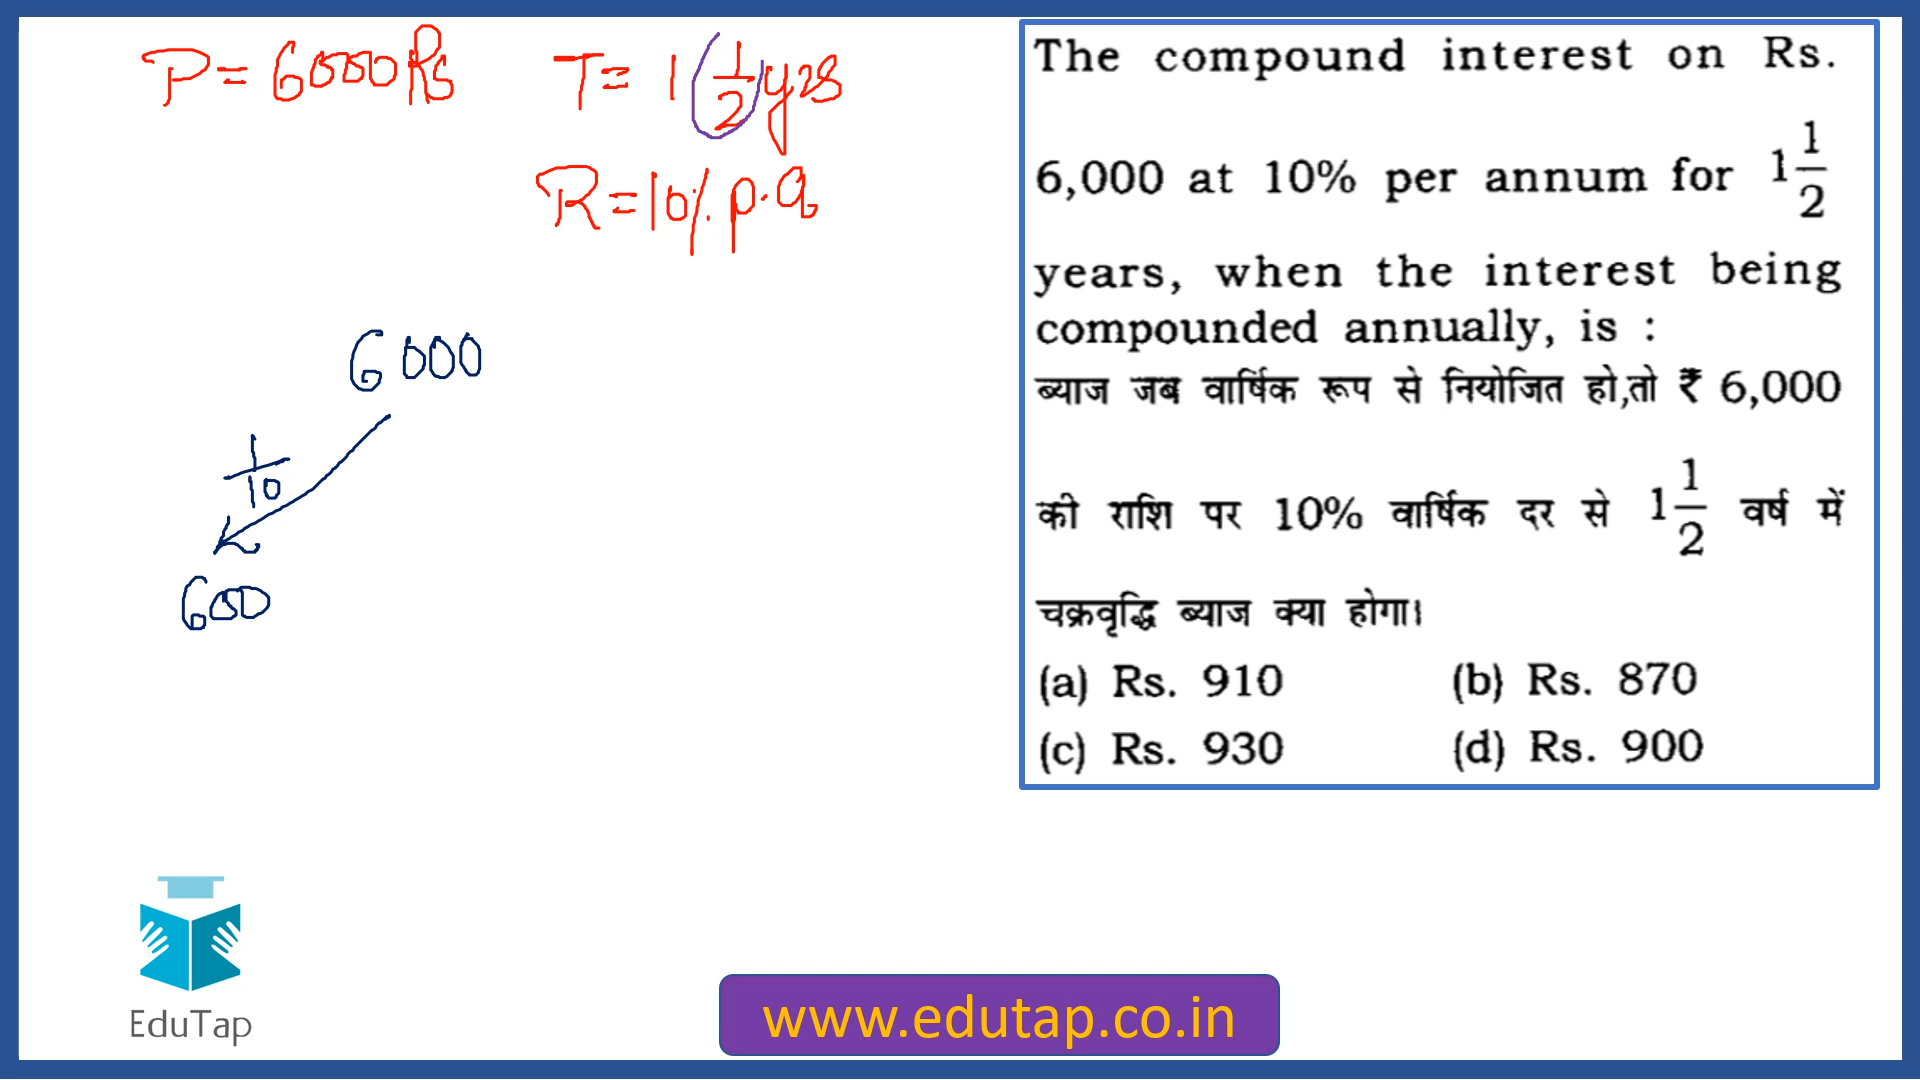 P = 6000 Rs T = 1 1/2 yrs
R = 10% p.a
6000
1/10
600
The compound interest on Rs.
6,000 at 10% per annum for 1 1/2
years, when the interest being
compounded annually, is :
ब्याज जब वार्षिक रूप से नियोजित हो,तो ₹ 6,000
की राशि पर 10% वार्षिक दर से 1 1/2 वर्ष में
चक्रवृद्धि ब्याज क्या होगा।
(a) Rs. 910 (b) Rs. 870
(c) Rs. 930 (d) Rs. 900
EduTap
www.edutap.co.in